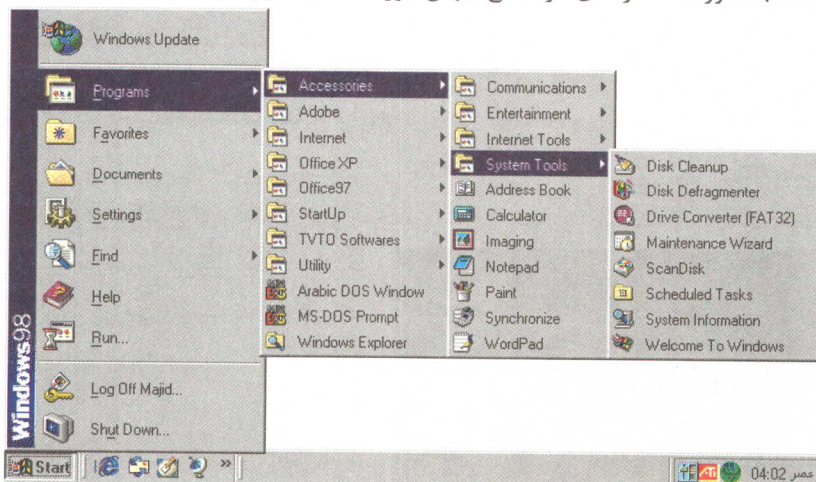 Windows Update
Programs
Favorites
Documents
Settings
Find
Help
Run...
Log Off Majid...
Shut Down...
Windows98
Accessories
Adobe
Internet
Office XP
Office97
StartUp
TVTO Softwares
Utility
Arabic DOS Window
MS-DOS Prompt
Windows Explorer
Communications
Entertainment
Internet Tools
System Tools
Address Book
Calculator
Imaging
Notepad
Paint
Synchronize
WordPad
Disk Cleanup
Disk Defragmenter
Drive Converter (FAT32)
Maintenance Wizard
ScanDisk
Scheduled Tasks
System Information
Welcome To Windows
Start
»
ATI
04:02 عصر